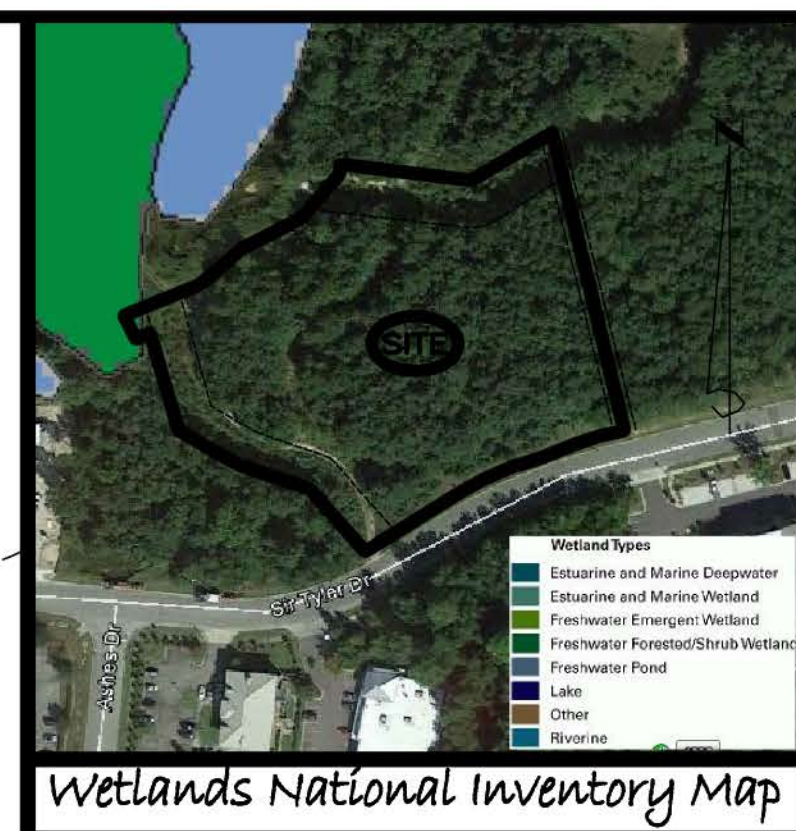 N
SITE
Sir Tyler Dr
Ashes Dr
Wetland Types
Estuarine and Marine Deepwater
Estuarine and Marine Wetland
Freshwater Emergent Wetland
Freshwater Forested/Shrub Wetland
Freshwater Pond
Lake
Other
Riverine
Wetlands National Inventory Map